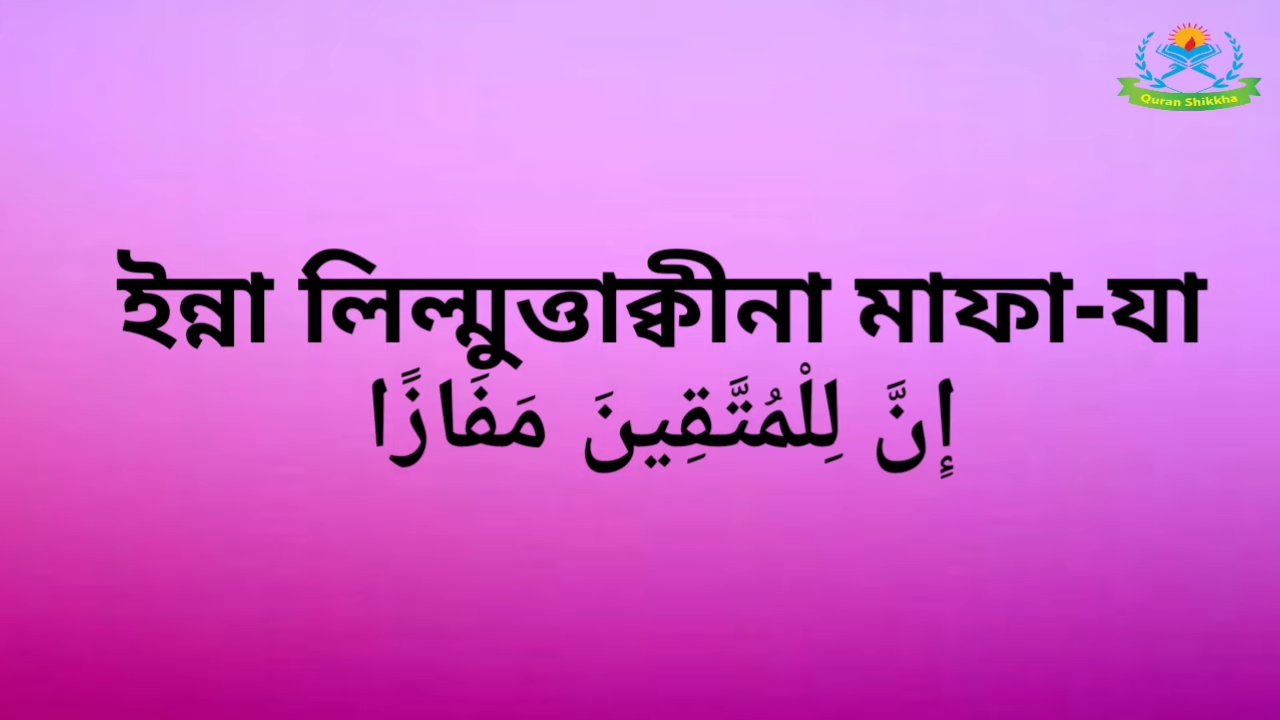 Quran Shikkha
ইন্না লিল্মুত্তাক্বীনা মাফা-যা
إِنَّ لِلْمُتَّقِينَ مَفَازًا